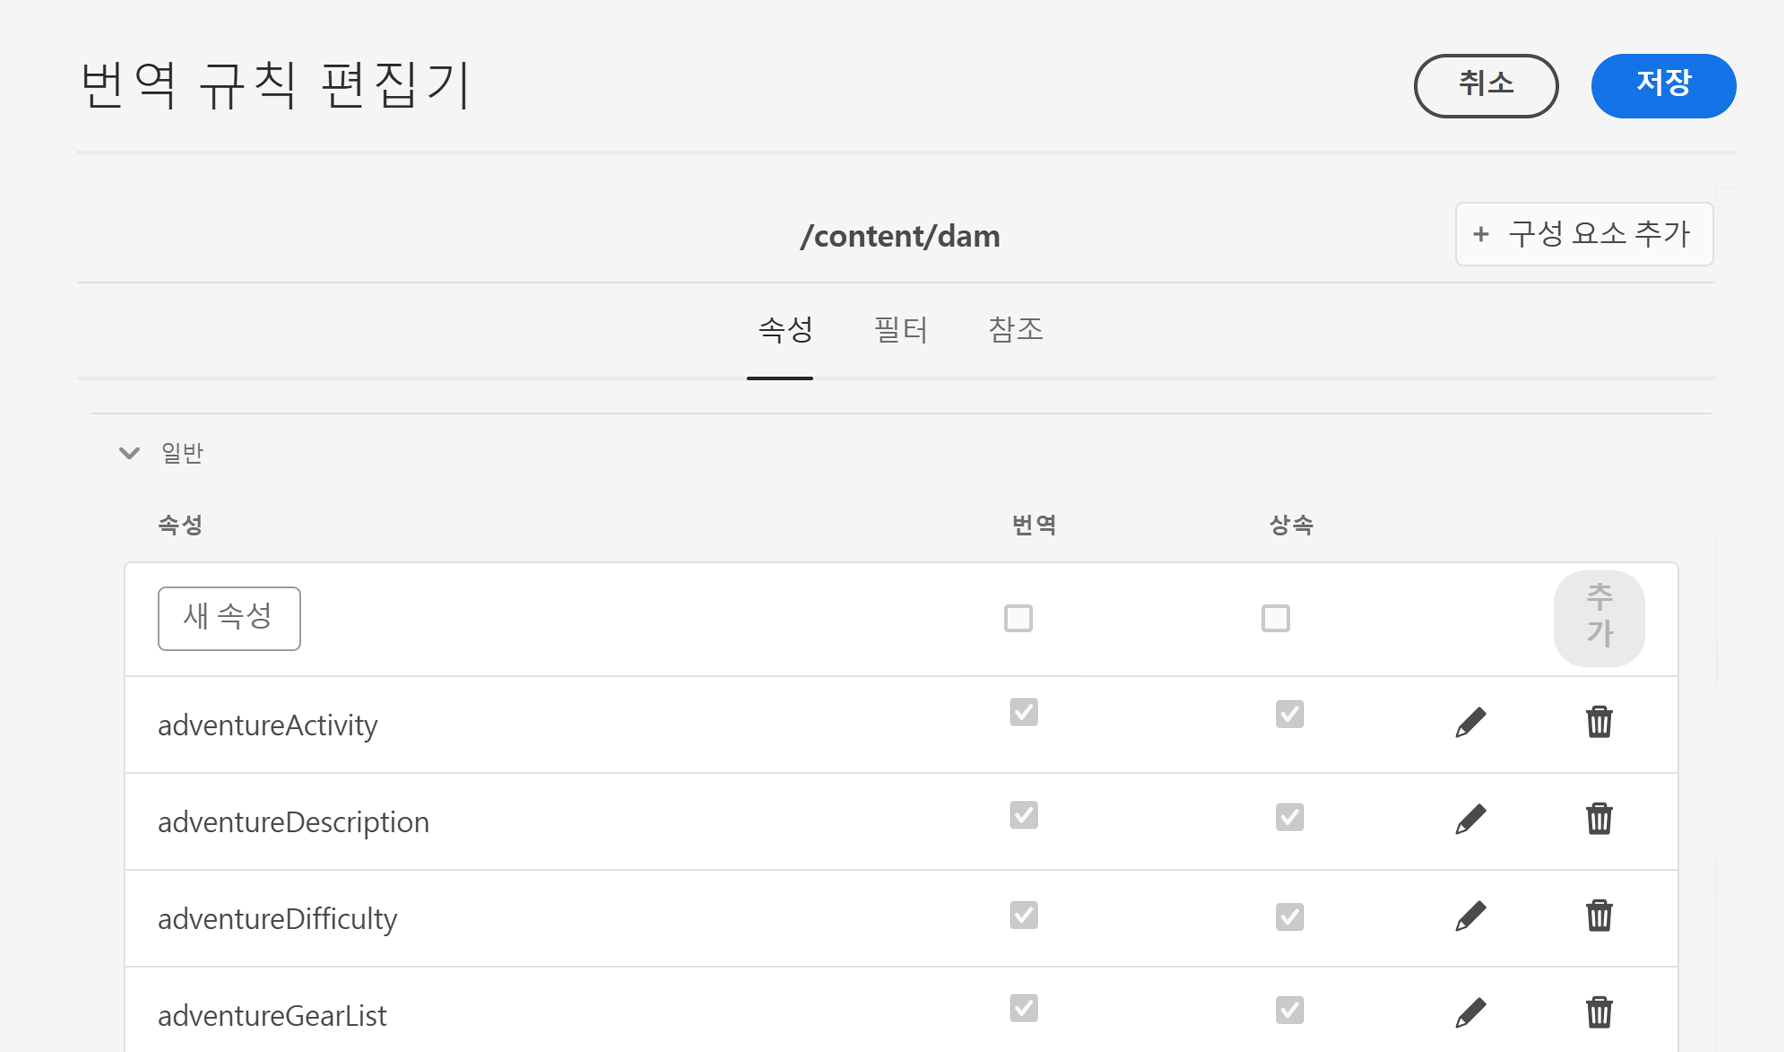 번역 규칙 편집기
취소
저장
/content/dam
+ 구성 요소 추가
속성 필터 참조
일반
속성 번역 상속
새 속성
추
가
adventureActivity
adventureDescription
adventureDifficulty
adventureGearList